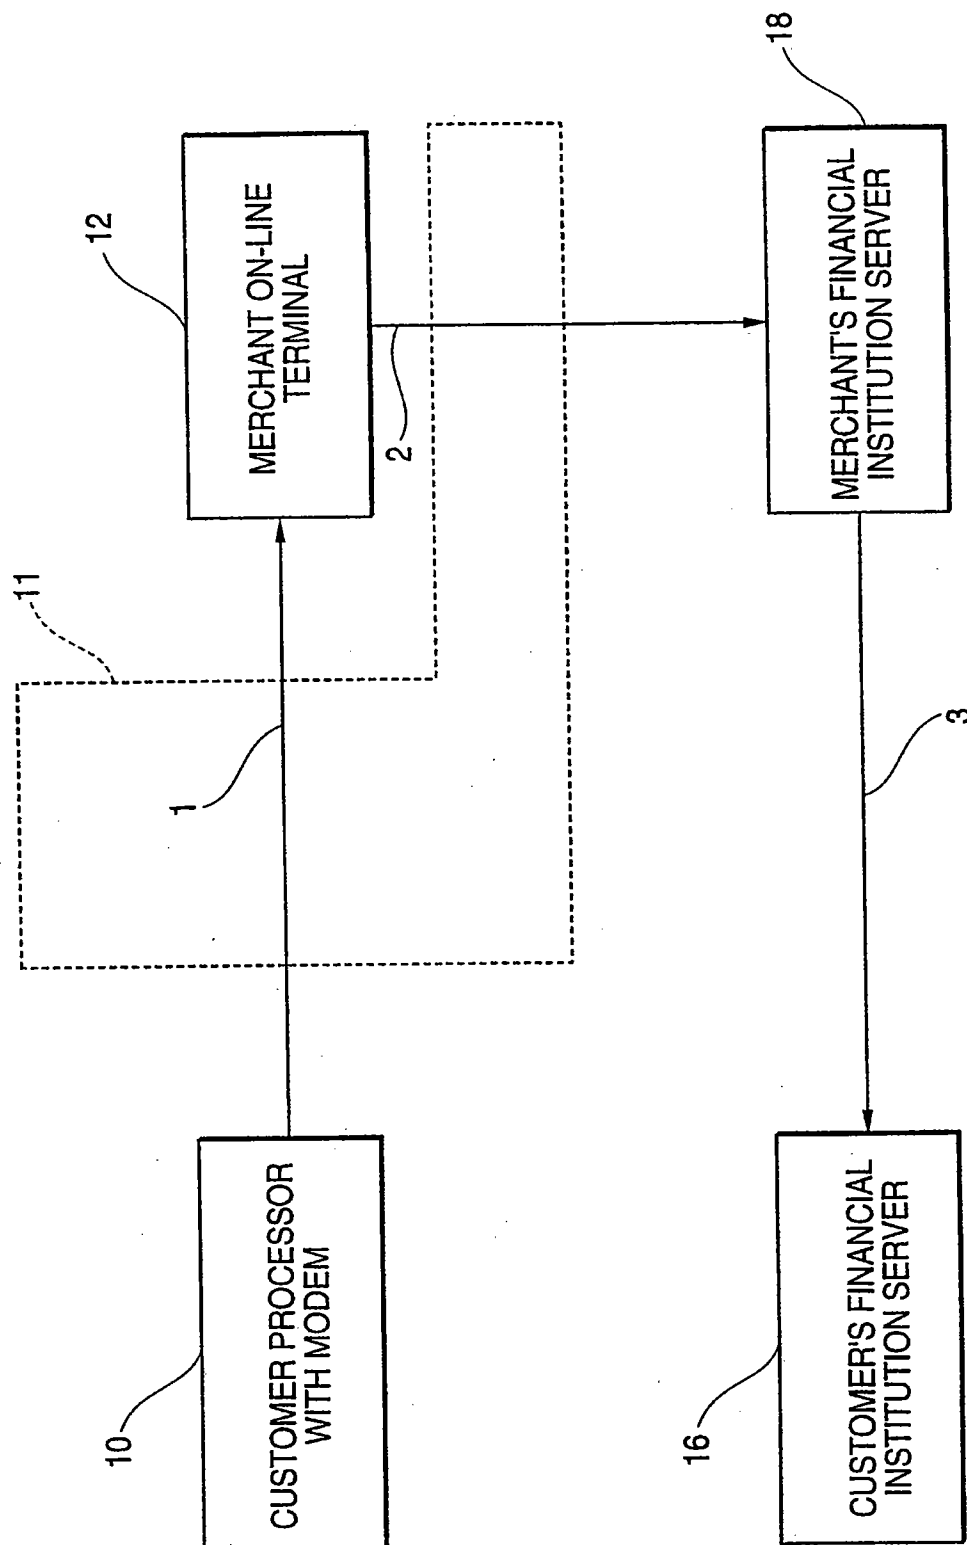 10
CUSTOMER PROCESSOR
WITH MODEM
11
1
12
MERCHANT ON-LINE
TERMINAL
2
16
CUSTOMER'S FINANCIAL
INSTITUTION SERVER
3
18
MERCHANT'S FINANCIAL
INSTITUTION SERVER